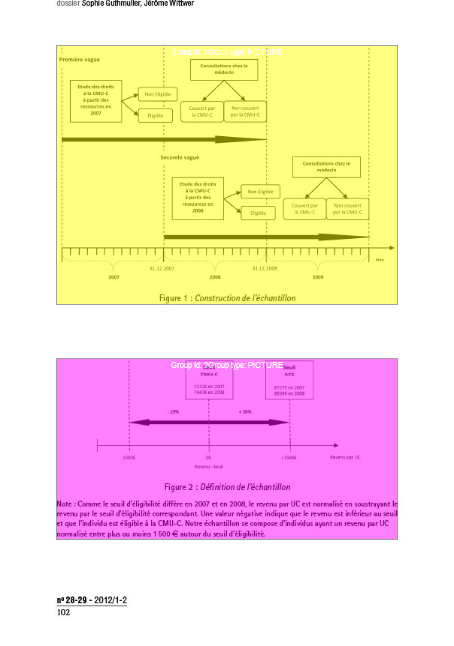 dossier Sophie Guthmuller, Jérôme Wittwer
Première vague
Consultations chez le
médecin
Etude des droits
à la CMU-C
à partir des
ressources en
2007
Non Eligible
Eligible
Couvert par
la CMU-C
Non couvert
par la CMU-C
Seconde vague
Consultations chez le
médecin
Etude des droits
à la CMU-C
à partir des
ressources en
2008
Non Eligible
Eligible
Couvert par
la CMU-C
Non couvert
par la CMU-C
31 12 2007
31 12 2008
2007
2008
2009
Figure 1 : Construction de l'échantillon
Group type: PICTURE
Seuil
CMU-C
ACS
- 20%
+ 20%
0€
Revenu - Seuil
Revenu par UC
Figure 2 : Définition de l'échantillon
Note : Comme le seuil d'éligibilité diffère en 2007 et en 2008, le revenu par UC est normalisé en soustrayant le
revenu par le seuil d'éligibilité correspondant. Une valeur négative indique que le revenu est inférieur au seuil
et que l'individu est éligible à la CMU-C. Notre échantillon se compose d'individus ayant un revenu par UC
normalisé entre plus ou moins 1 500 € autour du seuil d'éligibilité.
nº 28-29 - 2012/1-2
102